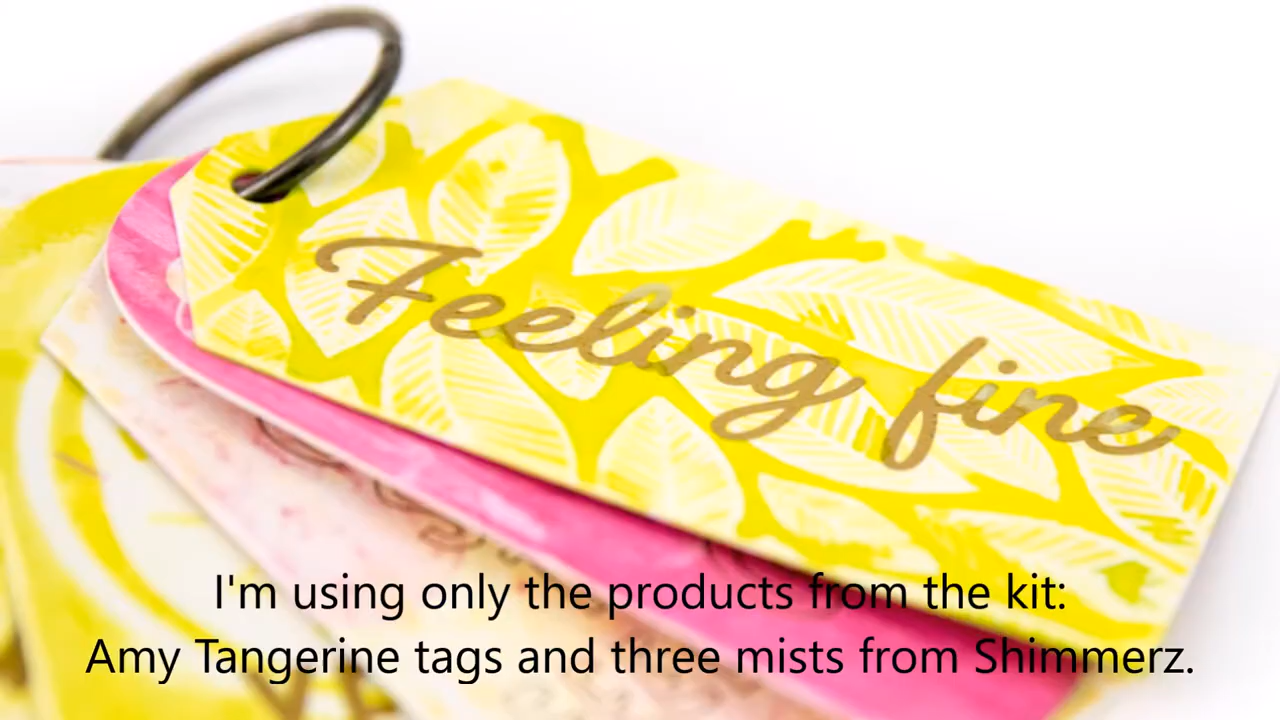 Feeling fine
I'm using only the products from the kit:
Amy Tangerine tags and three mists from Shimmerz.